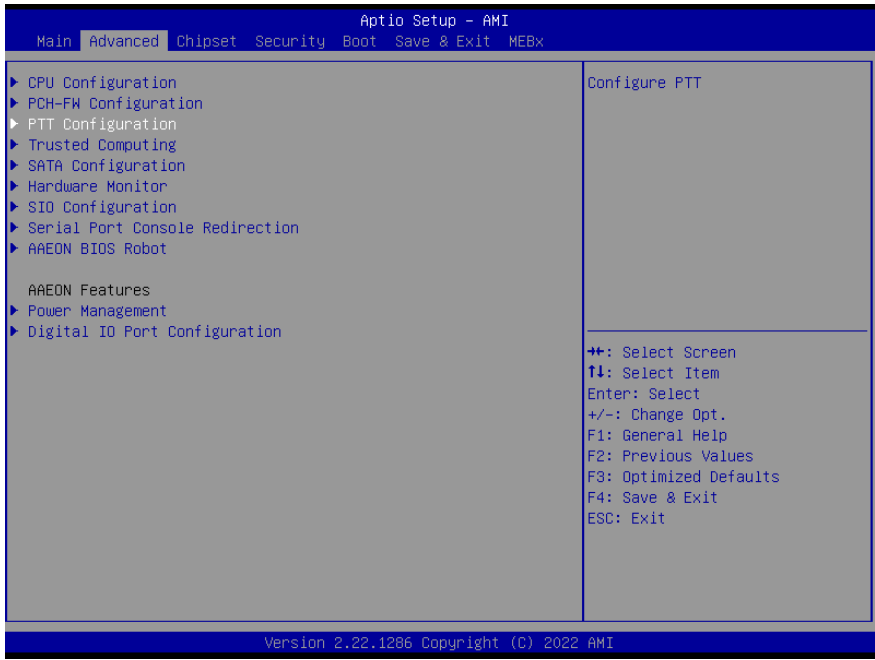 Aptio Setup – AMI
Main Advanced Chipset Security Boot Save & Exit MEBx
CPU Configuration
PCH-FW Configuration
PTT Configuration
Trusted Computing
SATA Configuration
Hardware Monitor
SIO Configuration
Serial Port Console Redirection
AAEON BIOS Robot
AAEON Features
Power Management
Digital IO Port Configuration
Configure PTT
→←: Select Screen
↑↓: Select Item
Enter: Select
+/-: Change Opt.
F1: General Help
F2: Previous Values
F3: Optimized Defaults
F4: Save & Exit
ESC: Exit
Version 2.22.1286 Copyright (C) 2022 AMI